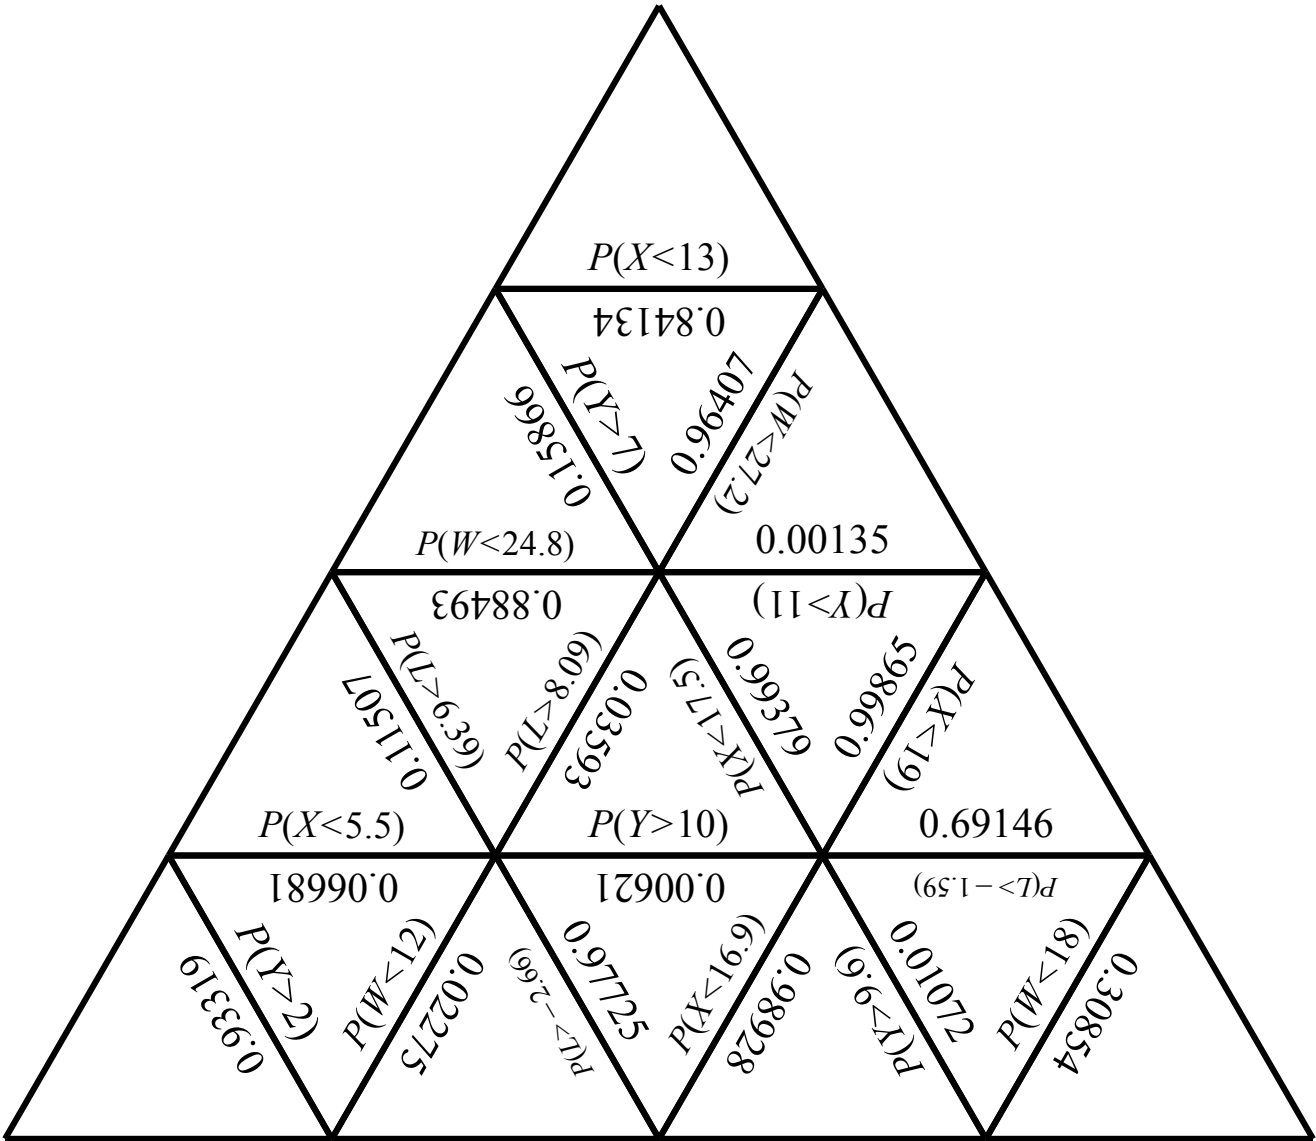 P(X<13)
0.84134
P(Y>7)
0.96407
0.15866
P(W<27.2)
P(W<24.8)
0.00135
0.88493
P(Y>11)
P(L>6.39)
P(L>8.09)
0.11507
0.03593
P(X<17.5)
0.99379
0.99865
P(X<19)
P(X<5.5)
P(Y>10)
0.69146
0.06681
0.00621
P(L>−1.59)
0.93319
P(Y>2)
P(W<12)
0.02275
P(L>−2.66)
0.97725
P(X<16.9)
0.98928
P(Y>9.6)
0.01072
P(W<18)
0.30854